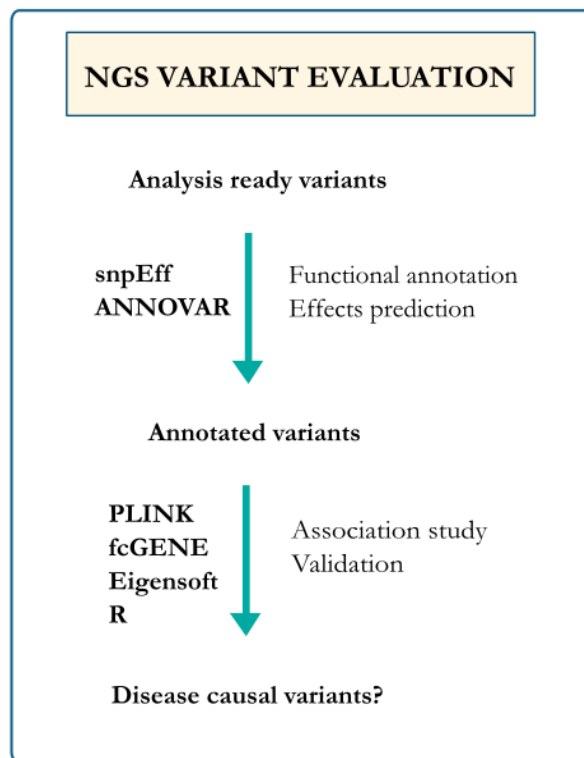 NGS VARIANT EVALUATION
Analysis ready variants
snpEff
ANNOVAR
Functional annotation
Effects prediction
Annotated variants
PLINK
fcGENE
Eigensoft
R
Association study
Validation
Disease causal variants?